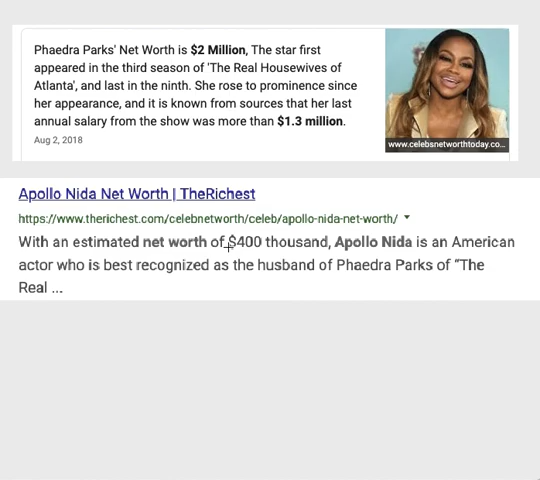 Phaedra Parks' Net Worth is $2 Million, The star first
appeared in the third season of 'The Real Housewives of
Atlanta', and last in the ninth. She rose to prominence since
her appearance, and it is known from sources that her last
annual salary from the show was more than $1.3 million.
Aug 2, 2018
www.celebsnetworthtoday.co...
Apollo Nida Net Worth | TheRichest
https://www.therichest.com/celebnetworth/celeb/apollo-nida-net-worth/
With an estimated net worth of $400 thousand, Apollo Nida is an American
actor who is best recognized as the husband of Phaedra Parks of “The
Real ...